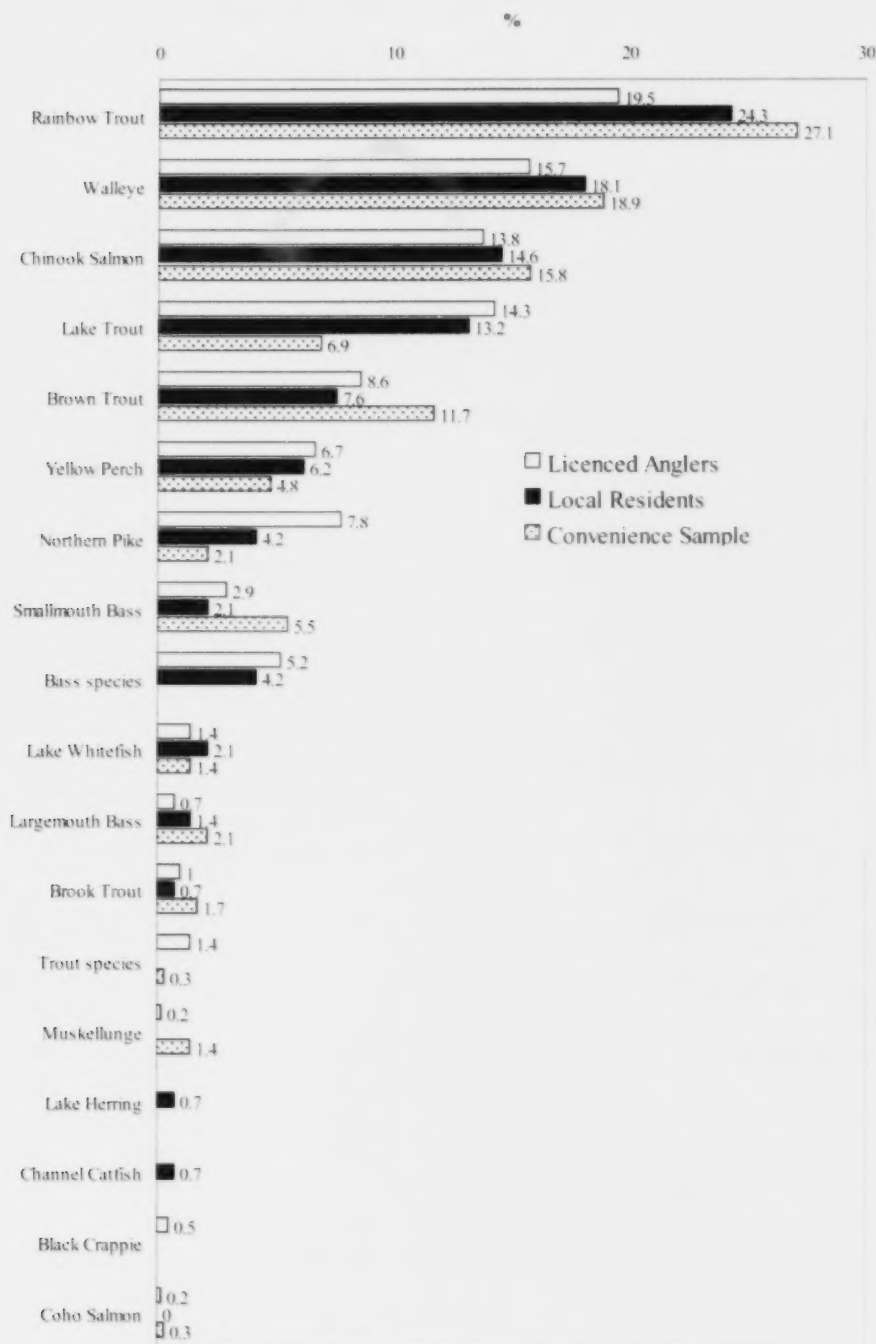 %
0 10 20 30
Rainbow Trout
19.5
24.3
27.1
Walleye
15.7
18.1
18.9
Chinook Salmon
13.8
14.6
15.8
Lake Trout
14.3
13.2
6.9
Brown Trout
8.6
7.6
11.7
Yellow Perch
6.7
6.2
4.8
Northern Pike
7.8
4.2
2.1
Smallmouth Bass
2.9
2.1
5.5
Bass species
5.2
4.2
Lake Whitefish
1.4
2.1
1.4
Largemouth Bass
0.7
1.4
2.1
Brook Trout
1
0.7
1.7
Trout species
1.4
0.3
Muskellunge
0.2
1.4
Lake Herring
0.7
Channel Catfish
0.7
Black Crappie
0.5
Coho Salmon
0.2
0
0.3
Licenced Anglers
Local Residents
Convenience Sample